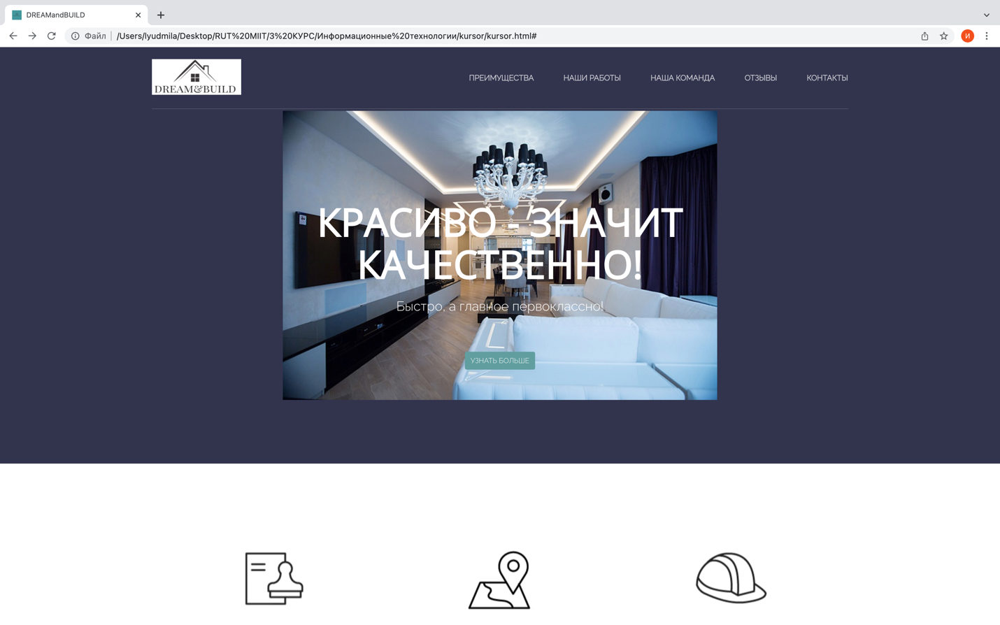 DREAMandBUILD
Файл
/Users/lyudmila/Desktop/RUT%20MIIT/3%20КУРС/Информационные%20технологии/kursor/kursor.html#
И
DREAM&BUILD
ПРЕИМУЩЕСТВА
НАШИ РАБОТЫ
НАША КОМАНДА
ОТЗЫВЫ
КОНТАКТЫ
КРАСИВО - ЗНАЧИТ
КАЧЕСТВЕННО!
Быстро, а главное первоклассно!
УЗНАТЬ БОЛЬШЕ